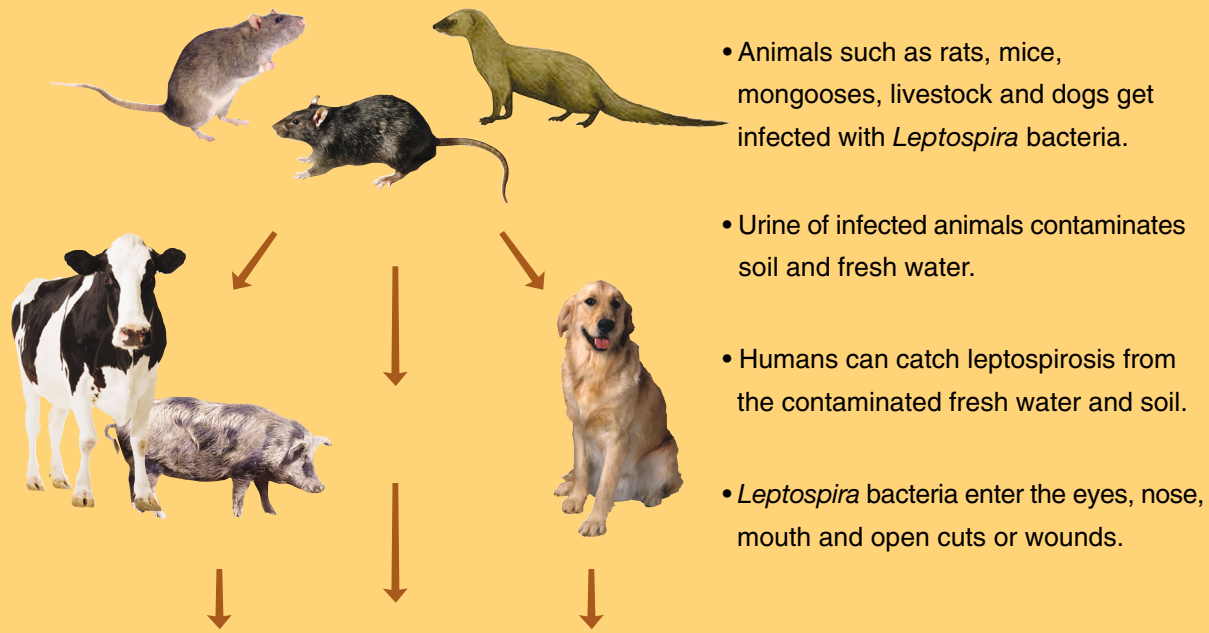 • Animals such as rats, mice,
mongooses, livestock and dogs get
infected with Leptospira bacteria.
• Urine of infected animals contaminates
soil and fresh water.
• Humans can catch leptospirosis from
the contaminated fresh water and soil.
• Leptospira bacteria enter the eyes, nose,
mouth and open cuts or wounds.